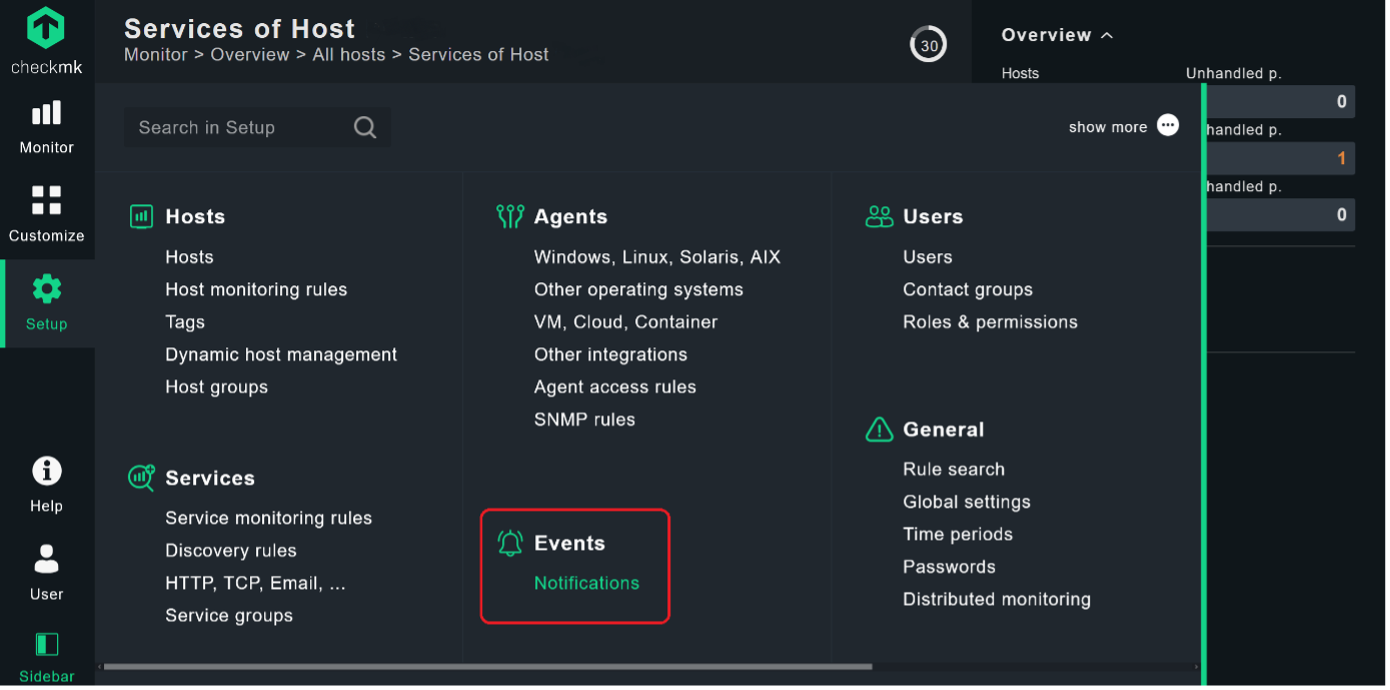 checkmk
Monitor
Customize
Setup
Help
User
Sidebar
Services of Host
Monitor > Overview > All hosts > Services of Host
30
Search in Setup
show more
Hosts
Hosts
Host monitoring rules
Tags
Dynamic host management
Host groups
Services
Service monitoring rules
Discovery rules
HTTP, TCP, Email, ...
Service groups
Agents
Windows, Linux, Solaris, AIX
Other operating systems
VM, Cloud, Container
Other integrations
Agent access rules
SNMP rules
Events
Notifications
Users
Users
Contact groups
Roles & permissions
General
Rule search
Global settings
Time periods
Passwords
Distributed monitoring
Overview
Hosts Unhandled p.
0
handled p.
1
handled p.
0